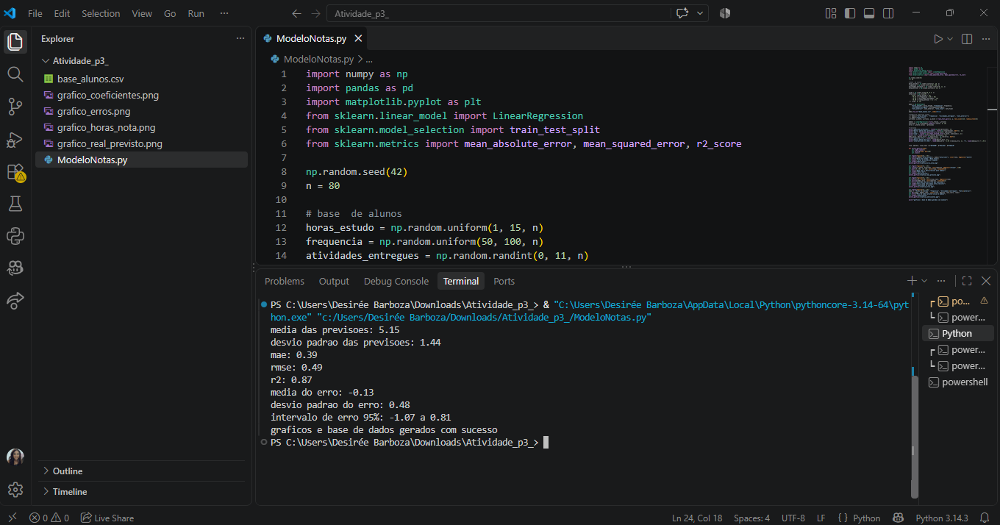 File Edit Selection View Go Run ···
Atividade_p3_
Explorer
Atividade_p3_
base_alunos.csv
grafico_coeficientes.png
grafico_erros.png
grafico_horas_nota.png
grafico_real_previsto.png
ModeloNotas.py
Outline
Timeline
ModeloNotas.py
ModeloNotas.py > ...
1 import numpy as np
2 import pandas as pd
3 import matplotlib.pyplot as plt
4 from sklearn.linear_model import LinearRegression
5 from sklearn.model_selection import train_test_split
6 from sklearn.metrics import mean_absolute_error, mean_squared_error, r2_score
7
8 np.random.seed(42)
9 n = 80
10
11 # base  de alunos
12 horas_estudo = np.random.uniform(1, 15, n)
13 frequencia = np.random.uniform(50, 100, n)
14 atividades_entregues = np.random.randint(0, 11, n)
Problems Output Debug Console Terminal Ports
PS C:\Users\Desirée Barboza\Downloads\Atividade_p3_> & "C:\Users\Desirée Barboza\AppData\Local\Python\pythoncore-3.14-64\py
thon.exe" "c:/Users/Desirée Barboza/Downloads/Atividade_p3_/ModeloNotas.py"
media das previsoes: 5.15
desvio padrao das previsoes: 1.44
mae: 0.39
rmse: 0.49
r2: 0.87
media do erro: -0.13
desvio padrao do erro: 0.48
intervalo de erro 95%: -1.07 a 0.81
graficos e base de dados gerados com sucesso
PS C:\Users\Desirée Barboza\Downloads\Atividade_p3_>
po...
power...
Python
power...
power...
powershell
0 0 Live Share
Ln 24, Col 18 Spaces: 4 UTF-8 LF { } Python Python 3.14.3